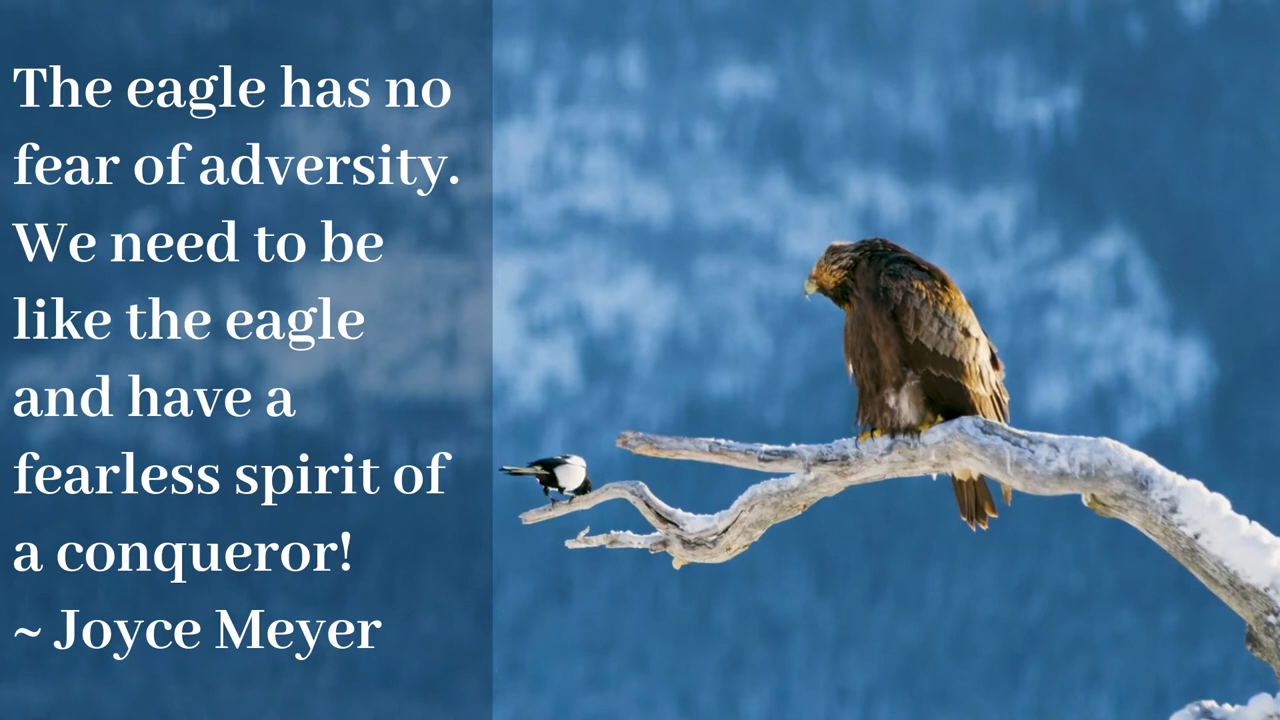 The eagle has no
fear of adversity.
We need to be
like the eagle
and have a
fearless spirit of
a conqueror!
~ Joyce Meyer